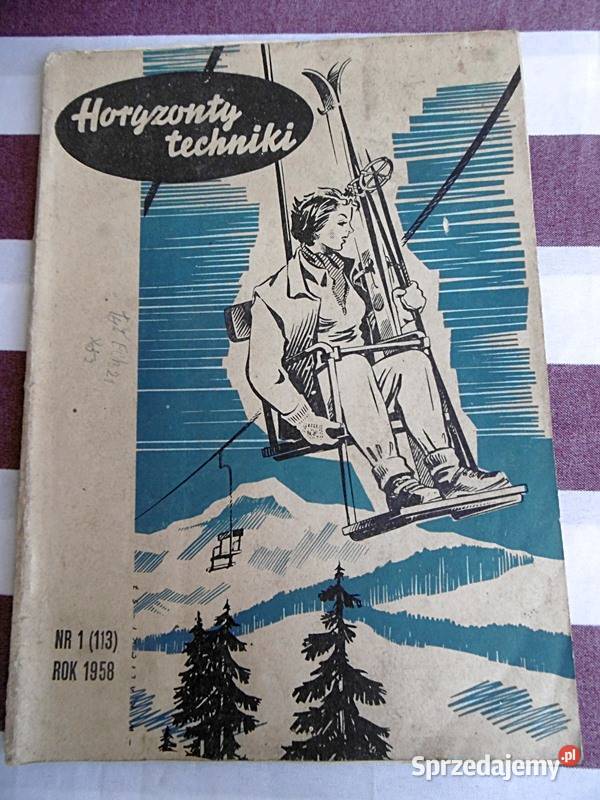 Horyzonty
techniki
NR 1 (113)
ROK 1958
Sprzedajemy.pl